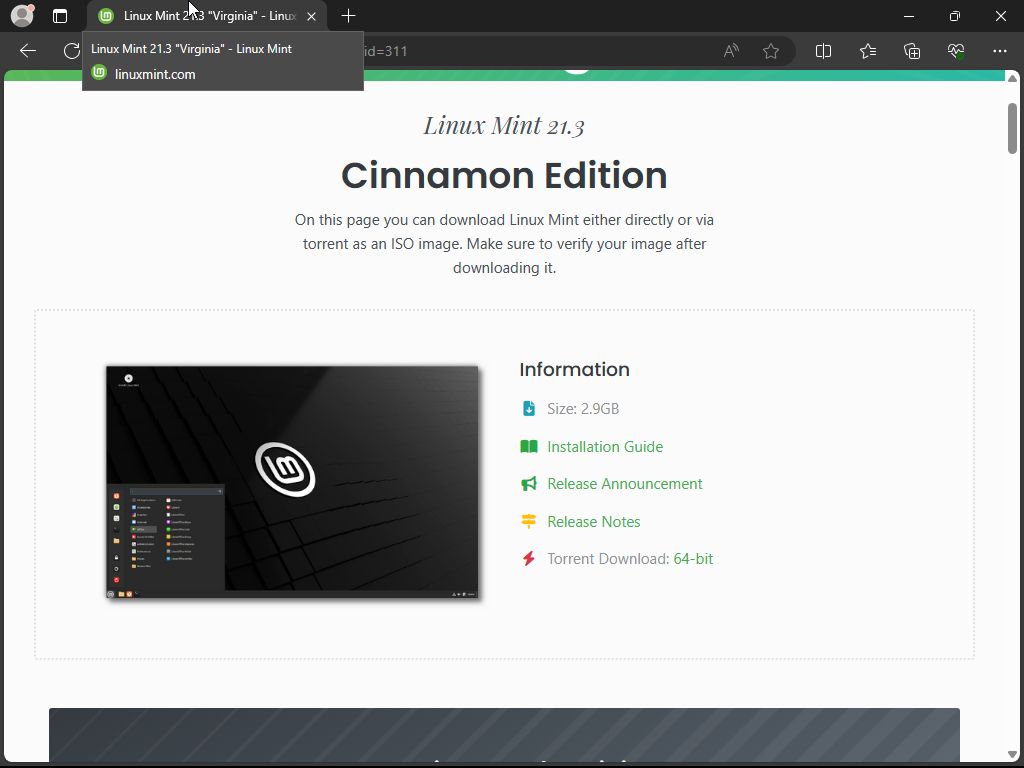 Linux Mint 21.3 "Virginia" - Linux
Linux Mint 21.3 "Virginia" - Linux Mint
linuxmint.com
id=311
Linux Mint 21.3
Cinnamon Edition
On this page you can download Linux Mint either directly or via
torrent as an ISO image. Make sure to verify your image after
downloading it.
Information
Size: 2.9GB
Installation Guide
Release Announcement
Release Notes
Torrent Download: 64-bit